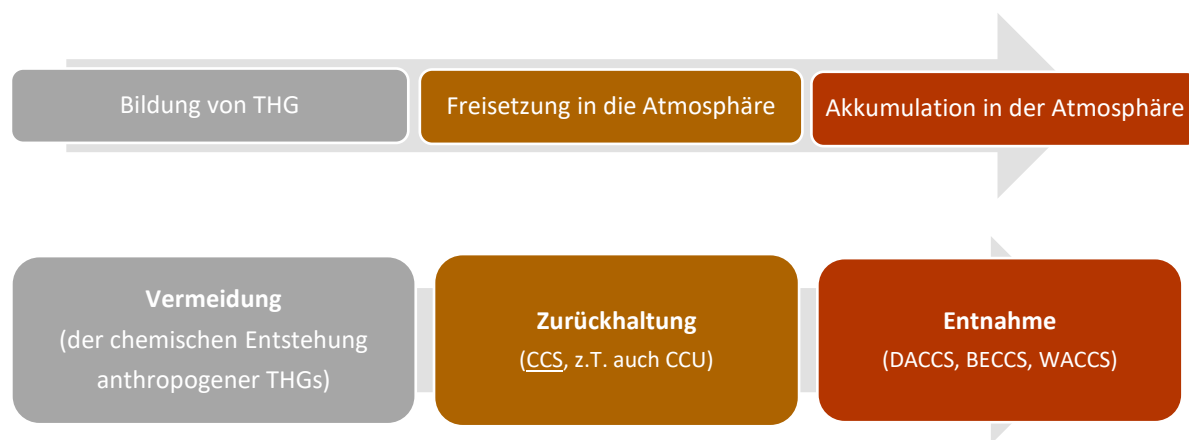 Bildung von THG
Freisetzung in die Atmosphäre
Akkumulation in der Atmosphäre
Vermeidung
(der chemischen Entstehung
anthropogener THGs)
Zurückhaltung
(CCS, z.T. auch CCU)
Entnahme
(DACCS, BECCS, WACCS)